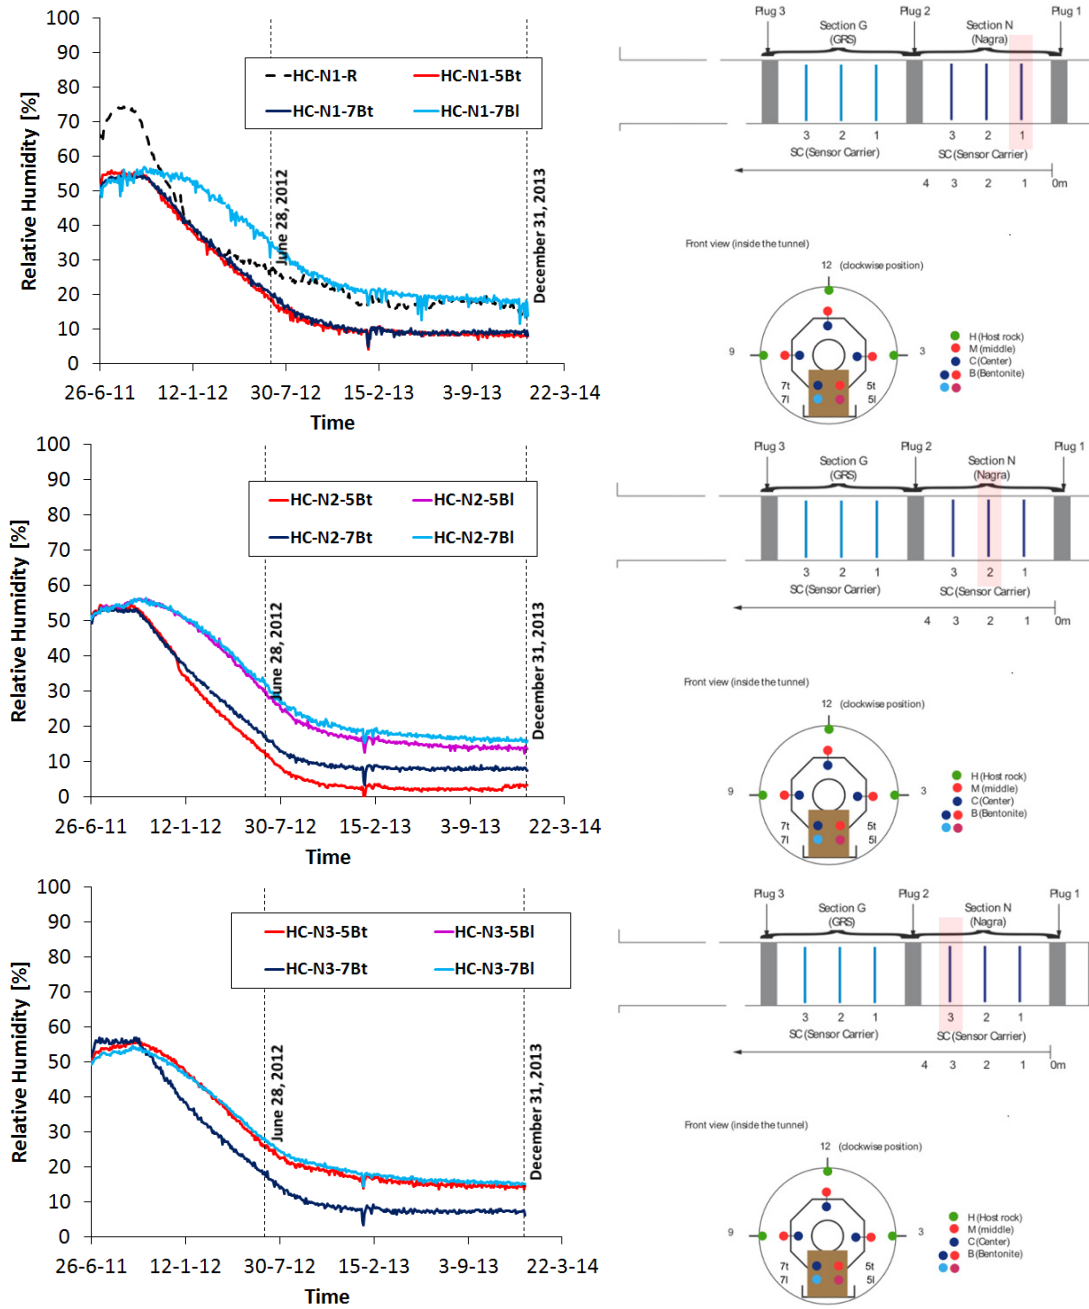 100
90
80
70
60
50
40
30
20
10
0
Relative Humidity [%]
HC-N1-R
HC-N1-5Bt
HC-N1-7Bt
HC-N1-7Bl
June 28, 2012
December 31, 2013
26-6-11 12-1-12 30-7-12 15-2-13 3-9-13 22-3-14
Time
Plug 3 Plug 2 Plug 1
Section G
(GRS)
Section N
(Nagra)
3 2 1 3 2 1
SC (Sensor Carrier) SC (Sensor Carrier)
4 3 2 1 0m
Front view (inside the tunnel)
12 (clockwise position)
9 3
7t 5t
7l 5l
H (Host rock)
M (middle)
C (Center)
B (Bentonite)
100
90
80
70
60
50
40
30
20
10
0
Relative Humidity [%]
HC-N2-5Bt
HC-N2-5Bl
HC-N2-7Bt
HC-N2-7Bl
June 28, 2012
December 31, 2013
26-6-11 12-1-12 30-7-12 15-2-13 3-9-13 22-3-14
Time
Plug 3 Plug 2 Plug 1
Section G
(GRS)
Section N
(Nagra)
3 2 1 3 2 1
SC (Sensor Carrier) SC (Sensor Carrier)
4 3 2 1 0m
Front view (inside the tunnel)
12 (clockwise position)
9 3
7t 5t
7l 5l
H (Host rock)
M (middle)
C (Center)
B (Bentonite)
100
90
80
70
60
50
40
30
20
10
0
Relative Humidity [%]
HC-N3-5Bt
HC-N3-5Bl
HC-N3-7Bt
HC-N3-7Bl
June 28, 2012
December 31, 2013
26-6-11 12-1-12 30-7-12 15-2-13 3-9-13 22-3-14
Time
Plug 3 Plug 2 Plug 1
Section G
(GRS)
Section N
(Nagra)
3 2 1 3 2 1
SC (Sensor Carrier) SC (Sensor Carrier)
4 3 2 1 0m
Front view (inside the tunnel)
12 (clockwise position)
9 3
7t 5t
7l 5l
H (Host rock)
M (middle)
C (Center)
B (Bentonite)